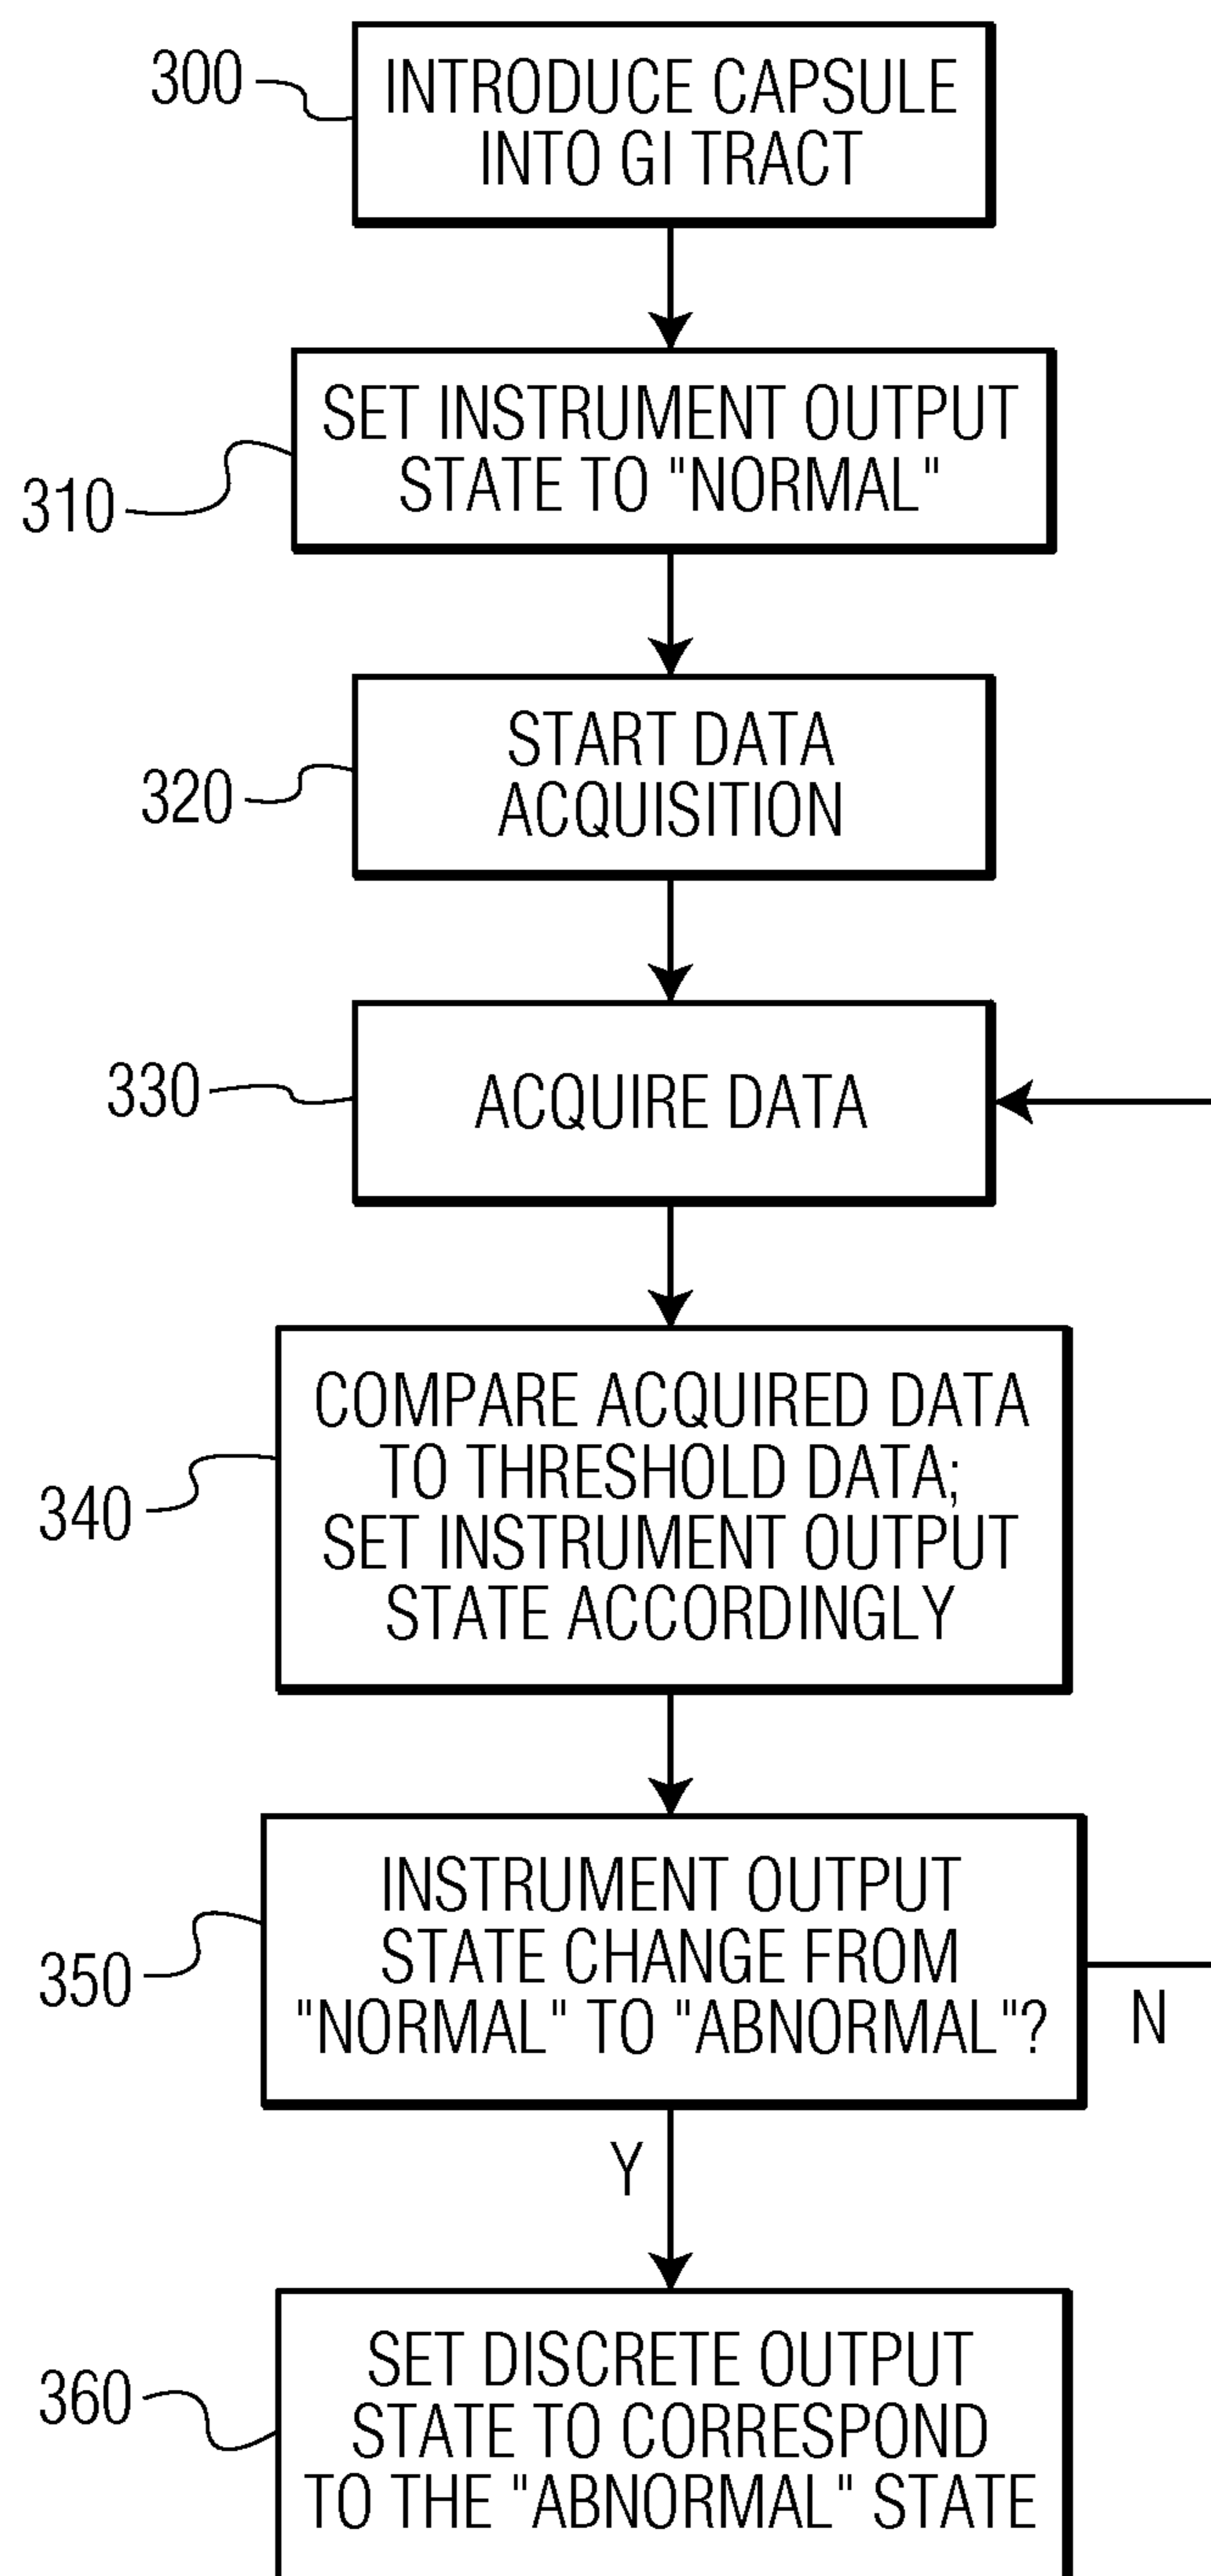 300
INTRODUCE CAPSULE
INTO GI TRACT
310
SET INSTRUMENT OUTPUT
STATE TO "NORMAL"
320
START DATA
ACQUISITION
330
ACQUIRE DATA
340
COMPARE ACQUIRED DATA
TO THRESHOLD DATA;
SET INSTRUMENT OUTPUT
STATE ACCORDINGLY
350
INSTRUMENT OUTPUT
STATE CHANGE FROM
"NORMAL" TO "ABNORMAL"?
N
Y
360
SET DISCRETE OUTPUT
STATE TO CORRESPOND
TO THE "ABNORMAL" STATE